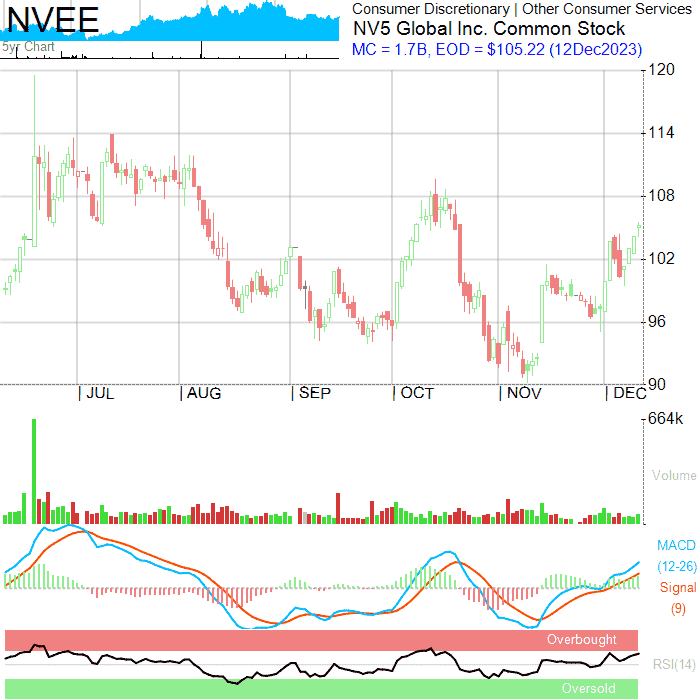 NVEE
Consumer Discretionary | Other Consumer Services
NV5 Global Inc. Common Stock
MC = 1.7B, EOD = $105.22 (12Dec2023)
5yr Chart
120
114
108
102
96
90
JUL AUG SEP OCT NOV DEC
664k
Volume
MACD
(12-26)
Signal
(9)
Overbought
RSI(14)
Oversold